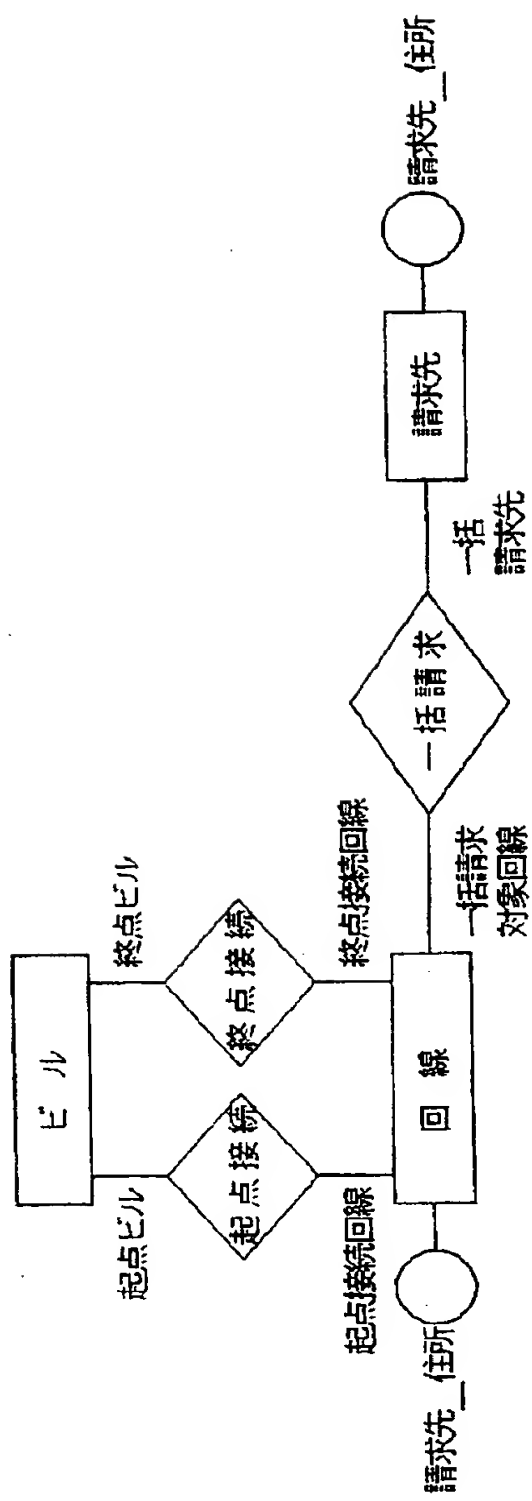 ビル
起点ビル
終点ビル
起点接続
終点接続
起点接続回線
終点接続回線
請求先_住所
回線
一括請求
対象回線
一括請求
一括
請求先
請求先
請求先_住所